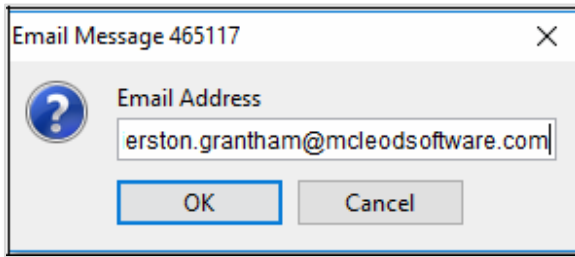 Email Message 465117
Email Address
erston.grantham@mcleodsoftware.com
OK
Cancel